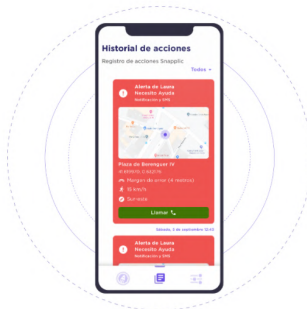 Historial de acciones
Registro de acciones Snapptic
Todos
Alerta de Laura
Necesito Ayuda
Notificación y SMS
Plaza de Berenguer IV
Margen de error (4 metros)
15 km/h
Suroeste
Llamar
Sábado, 5 de septiembre 10:45
Alerta de Laura
Necesito Ayuda
Notificación y SMS